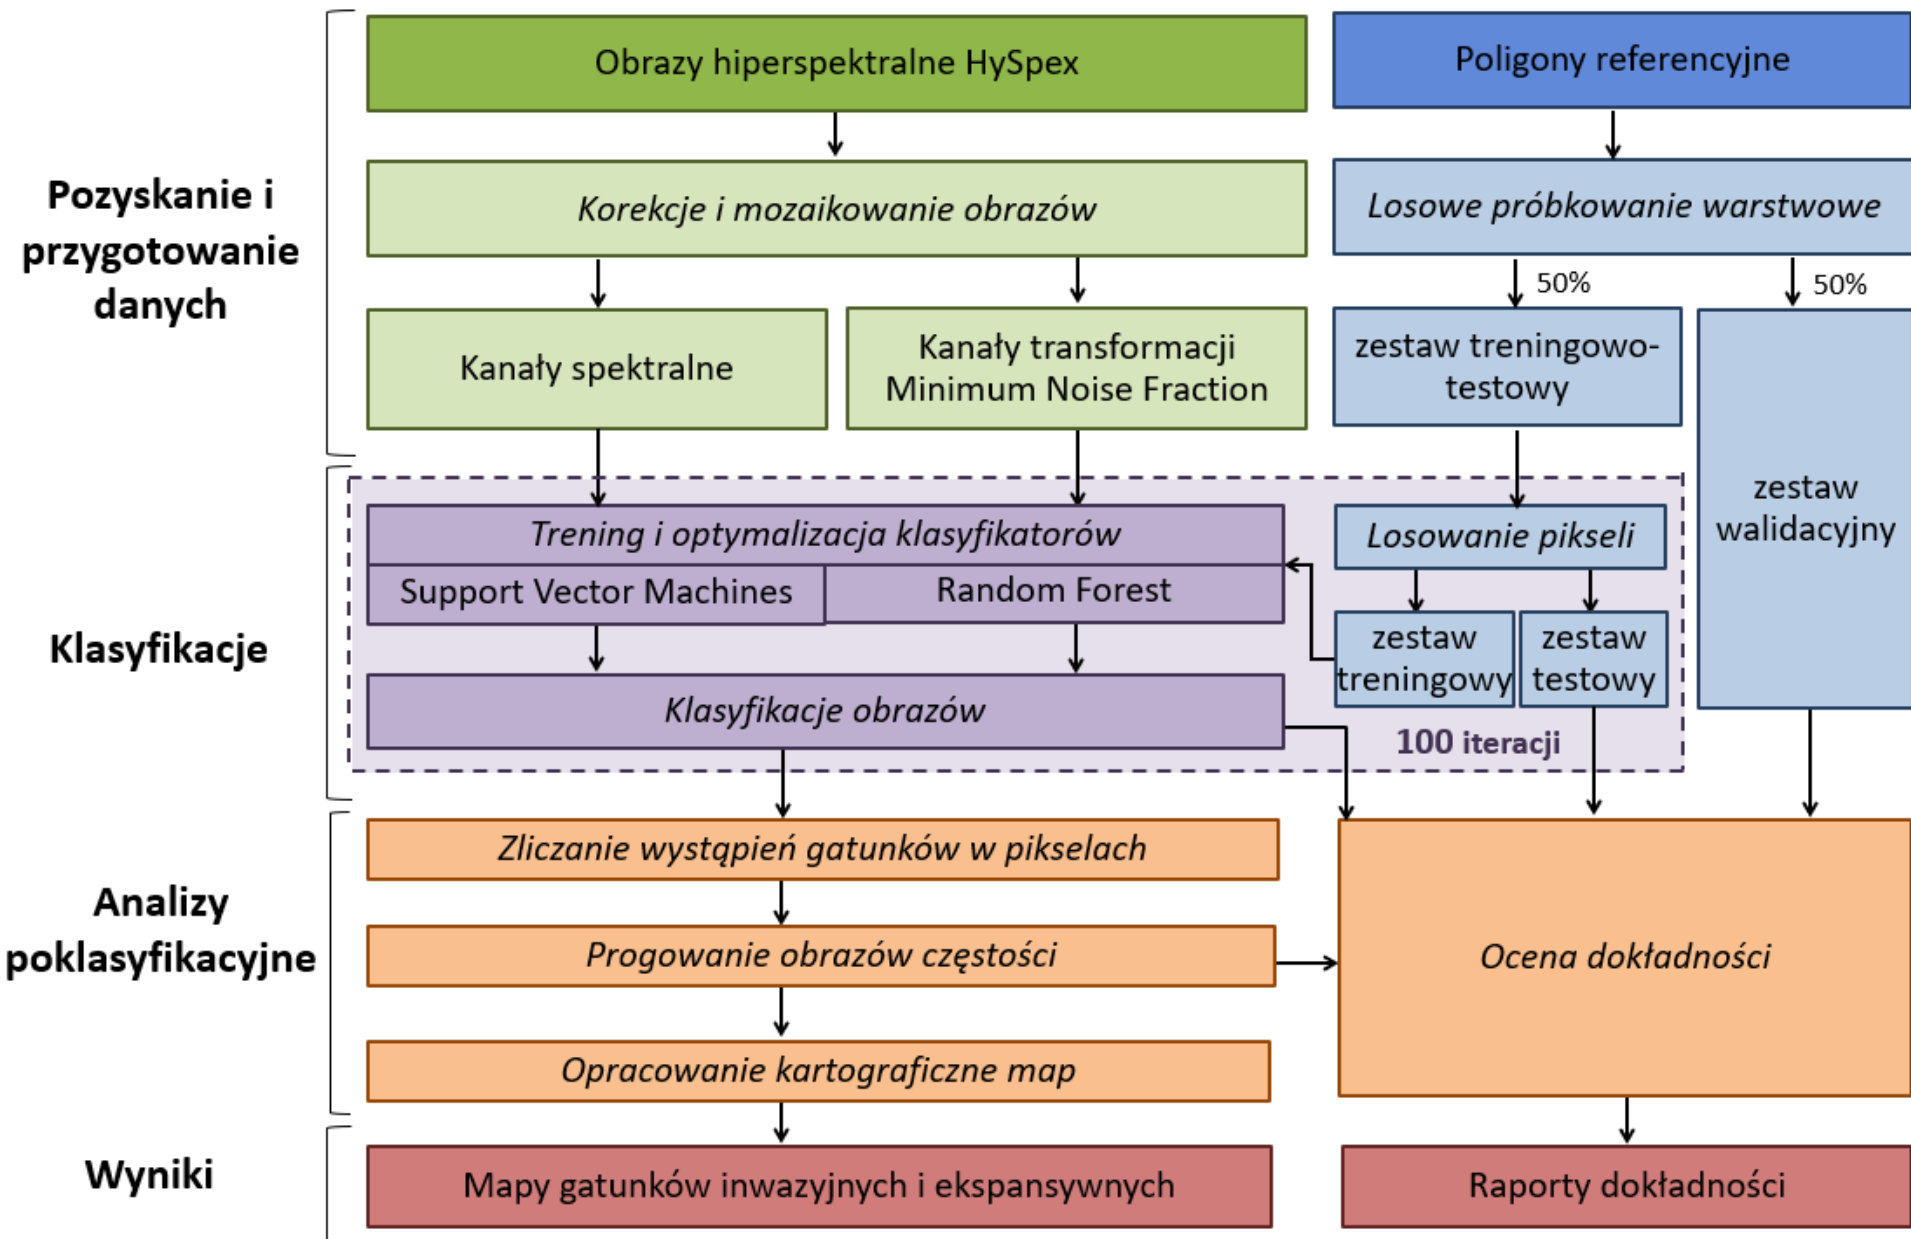 Pozyskanie i
przygotowanie
danych
Obrazy hiperspektralne HySpex
Poligony referencyjne
Korekcje i mozaikowanie obrazów
Losowe próbkowanie warstwowe
50%
50%
Kanały spektralne
Kanały transformacji
Minimum Noise Fraction
zestaw treningowo-
testowy
zestaw
walidacyjny
Klasyfikacje
Trening i optymalizacja klasyfikatorów
Support Vector Machines
Random Forest
Losowanie pikseli
zestaw
treningowy
zestaw
testowy
Klasyfikacje obrazów
100 iteracji
Analizy
poklasyfikacyjne
Zliczanie wystąpień gatunków w pikselach
Progowanie obrazów częstości
Opracowanie kartograficzne map
Ocena dokładności
Wyniki
Mapy gatunków inwazyjnych i ekspansywnych
Raporty dokładności